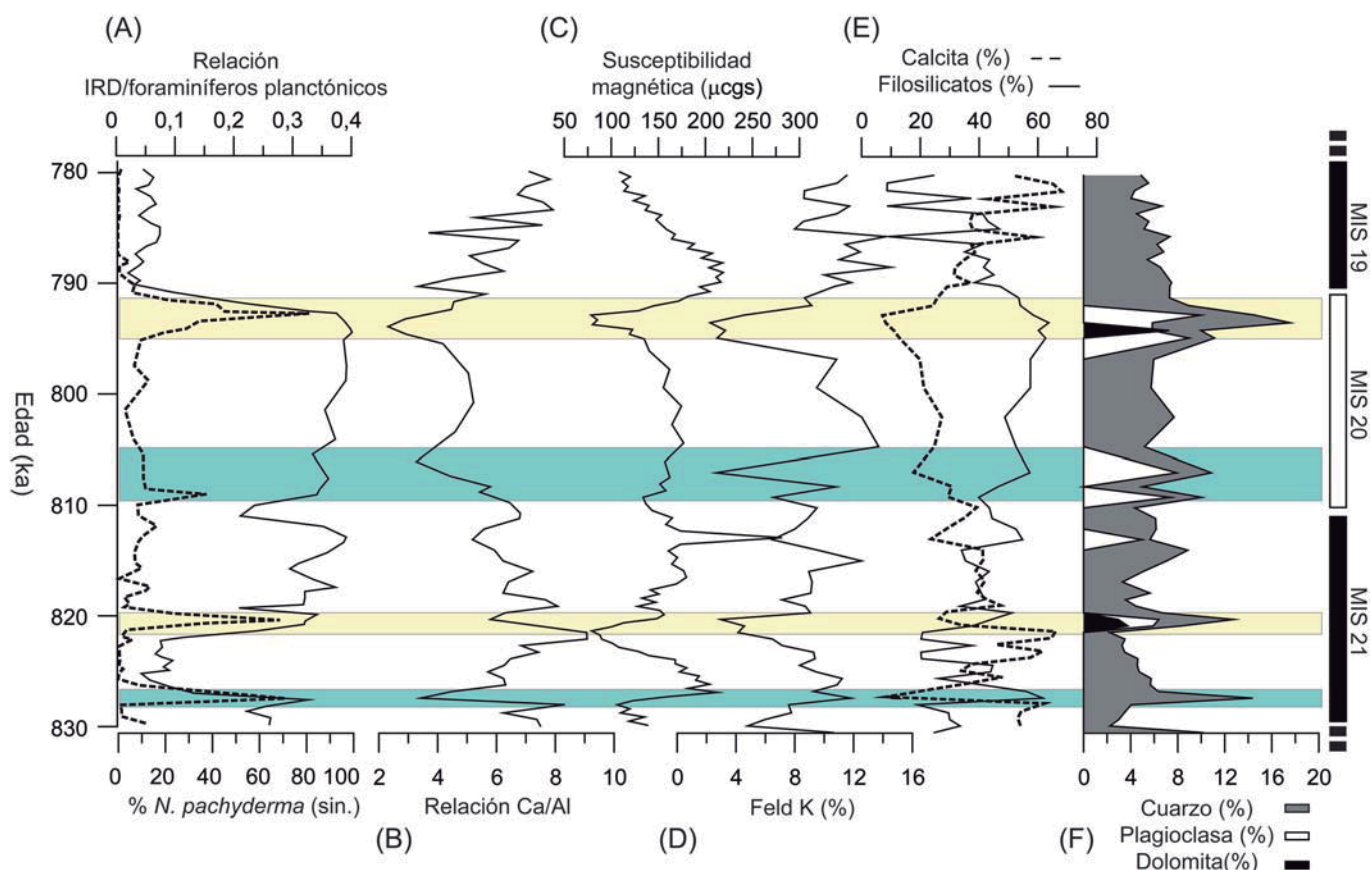 (A)
Relación
IRD/foraminíferos planctónicos
0 0,1 0,2 0,3 0,4
(C)
Susceptibilidad
magnética (µcgs)
50 100 150 200 250 300
(E)
Calcita (%)
Filosilicatos (%)
0 20 40 60 80
Edad (ka)
780
790
800
810
820
830
MIS 19
MIS 20
MIS 21
0 20 40 60 80 100
% N. pachyderma (sin.)
2 4 6 8
Relación Ca/Al
(B)
0 4 8 12 16
Feld K (%)
(D)
0 4 8 12 16 20
(F)
Cuarzo (%)
Plagioclasa (%)
Dolomita(%)